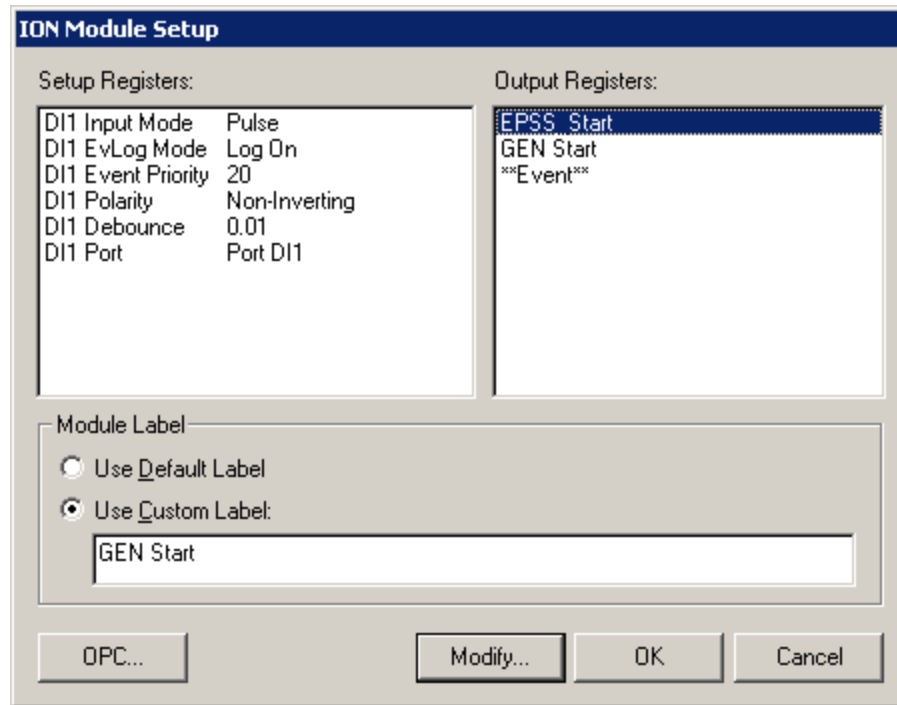 ION Module Setup
Setup Registers:
DI1 Input Mode Pulse
DI1 EvLog Mode Log On
DI1 Event Priority 20
DI1 Polarity Non-Inverting
DI1 Debounce 0.01
DI1 Port Port DI1
Output Registers:
EPSS_Start
GEN Start
**Event**
Module Label
Use Default Label
Use Custom Label:
GEN Start
OPC...
Modify...
OK
Cancel